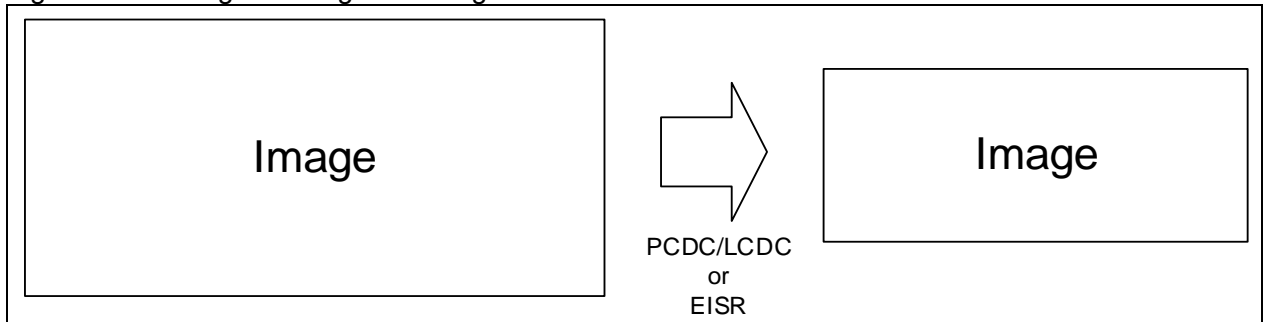 Image
Image
PCDC/LCDC
or
EISR